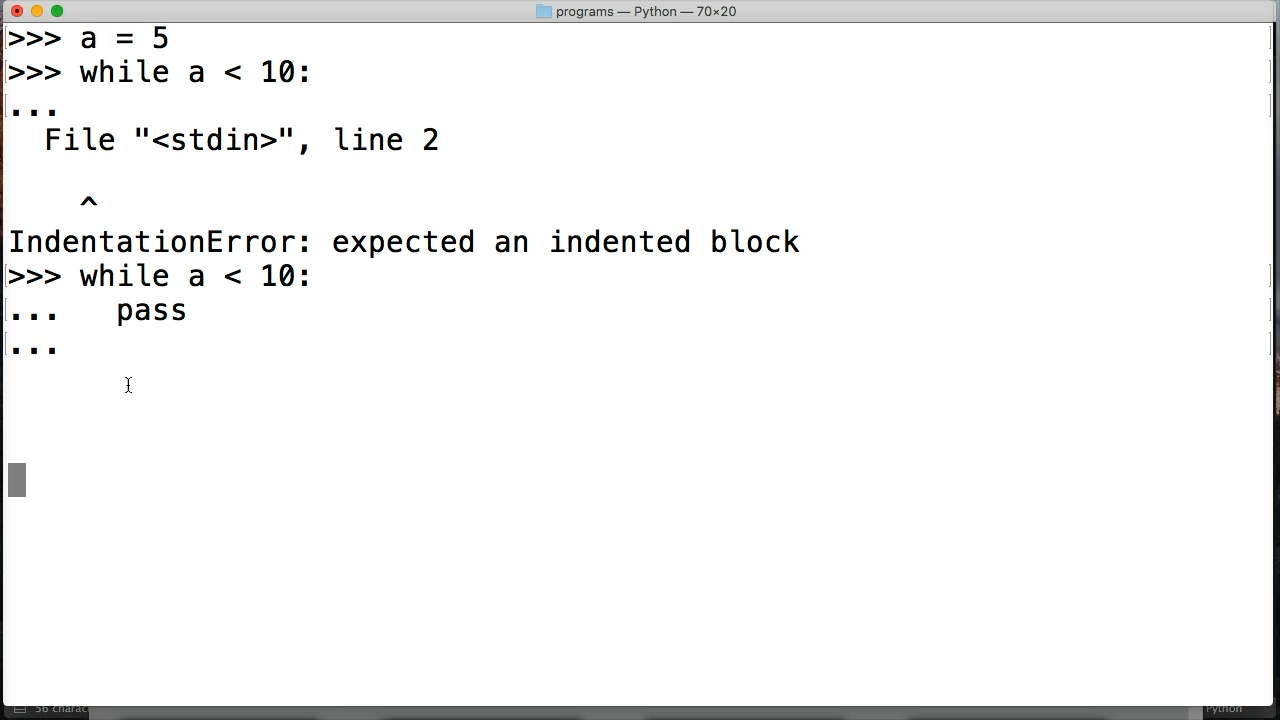 programs — Python — 70×20
>>> a = 5
>>> while a < 10:
...
  File "<stdin>", line 2

    ^
IndentationError: expected an indented block
>>> while a < 10:
...   pass
...
Python